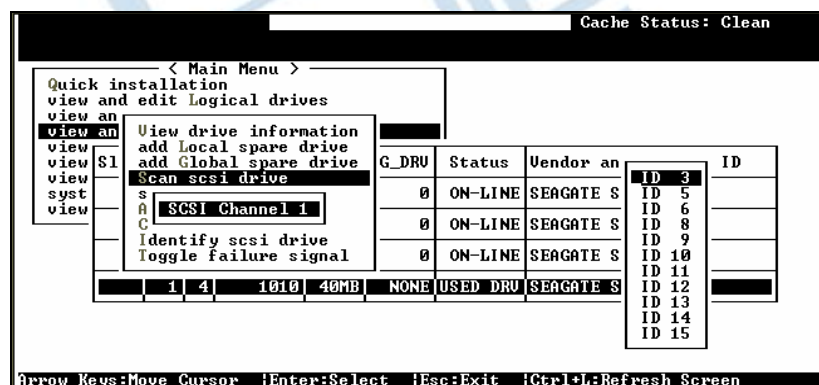 Cache Status: Clean
< Main Menu >
Quick installation
view and edit Logical drives
view an
view an
view
view
view
syst
view
View drive information
add Local spare drive
add Global spare drive
Scan scsi drive
s
A
C
SCSI Channel 1
Identify scsi drive
Toggle failure signal
Sl G_DRV Status Vendor an ID
0 ON-LINE SEAGATE S
0 ON-LINE SEAGATE S
0 ON-LINE SEAGATE S
1 4 1010 40MB NONE USED DRV SEAGATE S
ID 3
ID 5
ID 6
ID 8
ID 9
ID 10
ID 11
ID 12
ID 13
ID 14
ID 15
Arrow Keys:Move Cursor |Enter:Select |Esc:Exit |Ctrl+L:Refresh Screen